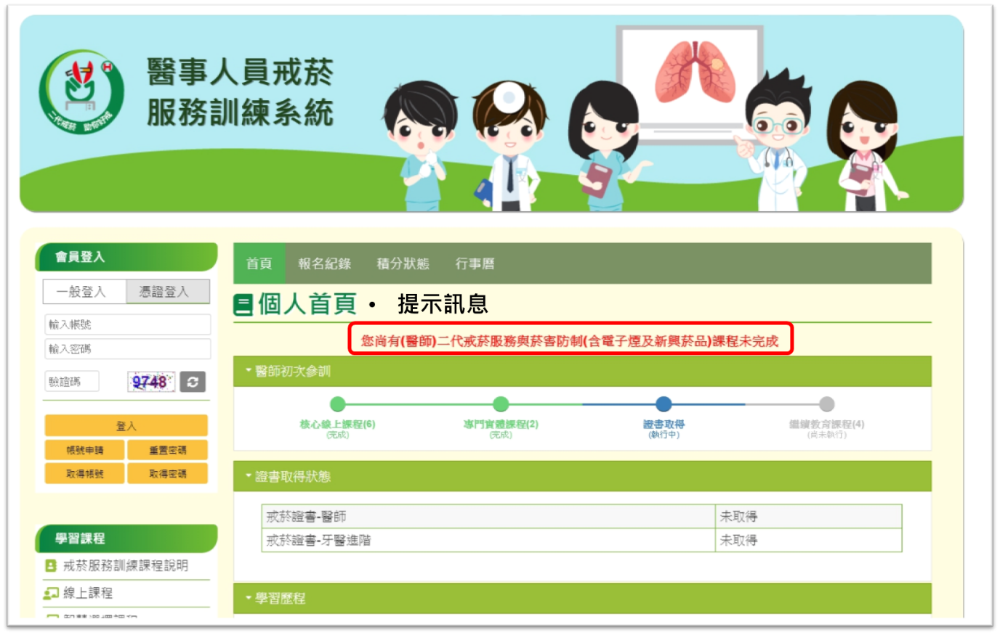 醫事人員戒菸
服務訓練系統
二代戒菸 助你好戒
會員登入
一般登入
憑證登入
輸入帳號
輸入密碼
驗證碼
9748
登入
帳號申請
重置密碼
取得帳號
取得密碼
學習課程
戒菸服務訓練課程說明
線上課程
首頁
報名紀錄
積分狀態
行事曆
個人首頁 • 提示訊息
您尚有(醫師)二代戒菸服務與菸害防制(含電子煙及新興菸品)課程未完成
醫師初次參訓
核心線上課程(6)
(完成)
專門實體課程(2)
(完成)
證書取得
(執行中)
繼續教育課程(4)
(尚未執行)
證書取得狀態
戒菸證書-醫師 未取得
戒菸證書-牙醫進階 未取得
學習歷程